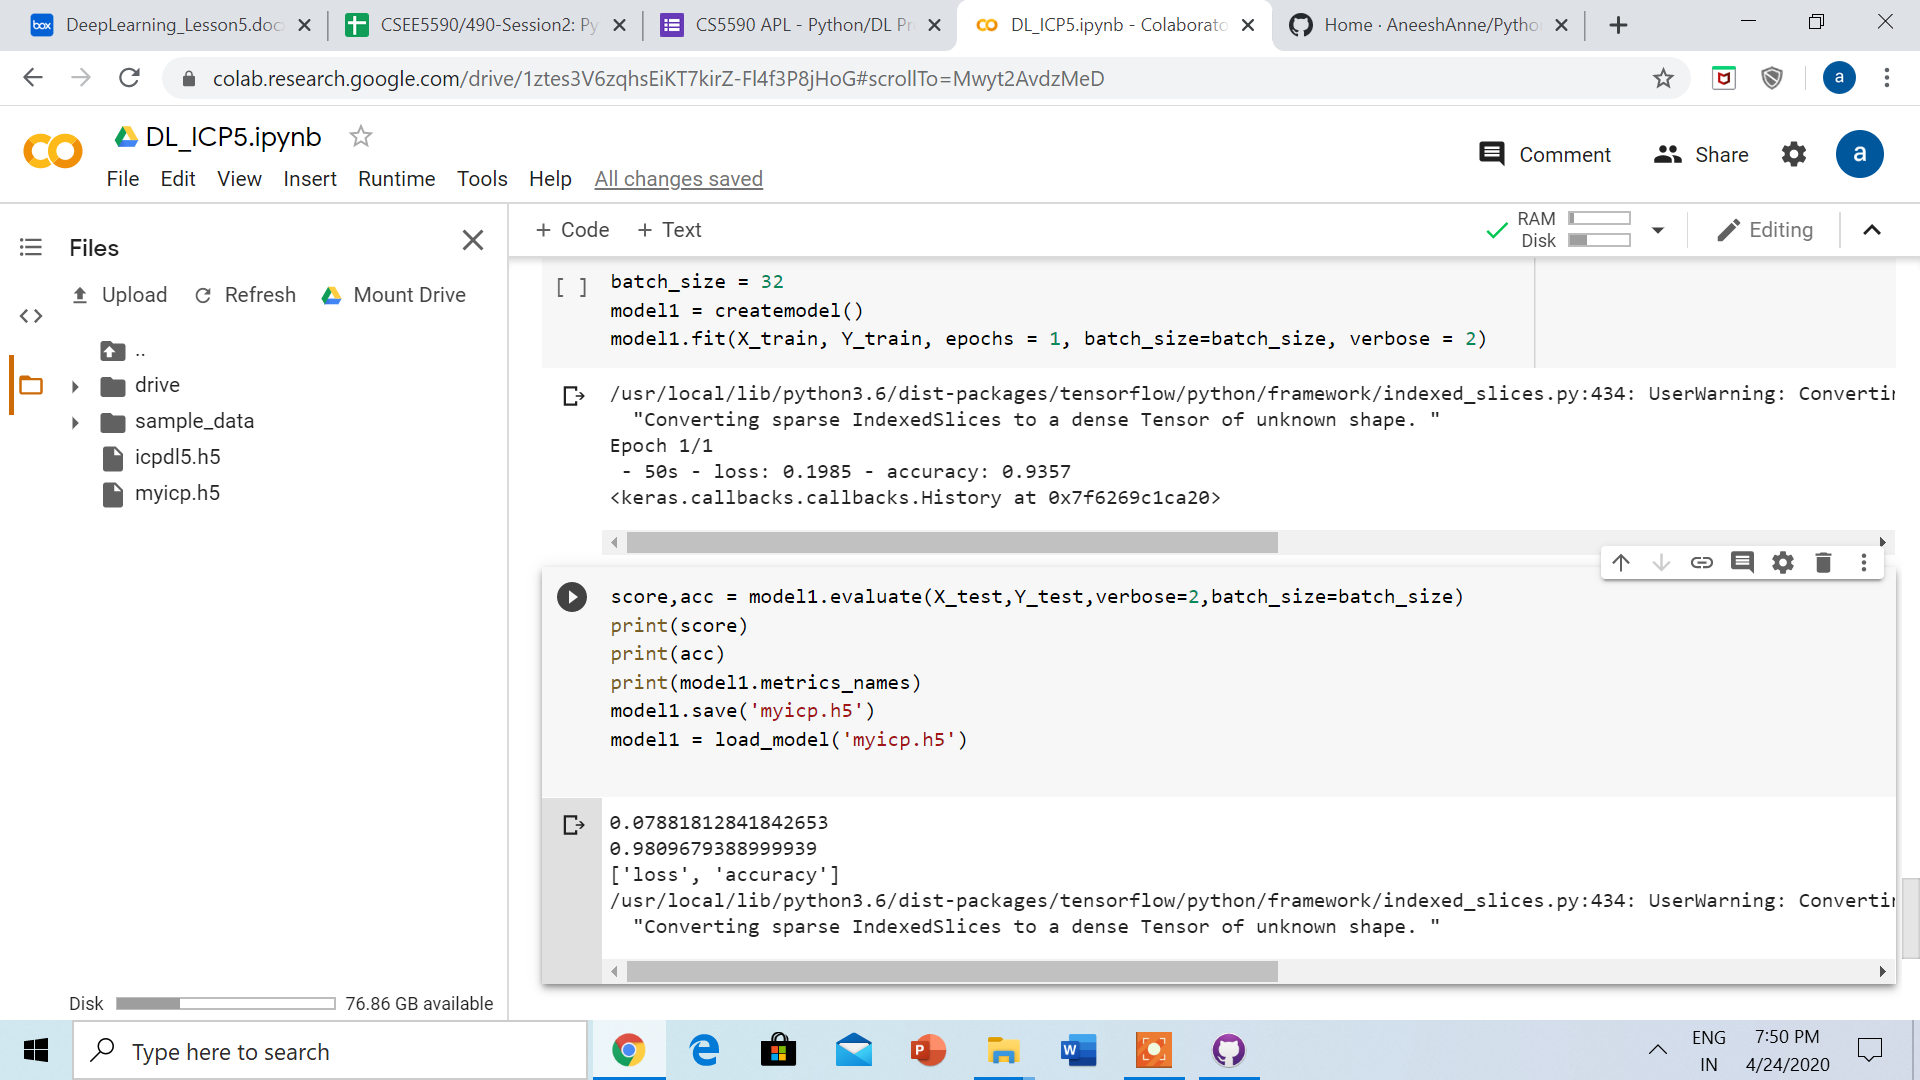 DeepLearning_Lesson5.doc
CSEE5590/490-Session2: Py
CS5590 APL - Python/DL Pr
DL_ICP5.ipynb - Colaborato
Home · AneeshAnne/Pytho
colab.research.google.com/drive/1ztes3V6zqhsEiKT7kirZ-Fl4f3P8jHoG#scrollTo=Mwyt2AvdzMeD
a
DL_ICP5.ipynb
Comment
Share
a
File Edit View Insert Runtime Tools Help All changes saved
Files
+ Code + Text
RAM
Disk
Editing
Upload Refresh Mount Drive
..
drive
sample_data
icpdl5.h5
myicp.h5
[ ] batch_size = 32
model1 = createmodel()
model1.fit(X_train, Y_train, epochs = 1, batch_size=batch_size, verbose = 2)
/usr/local/lib/python3.6/dist-packages/tensorflow/python/framework/indexed_slices.py:434: UserWarning: Convertin
"Converting sparse IndexedSlices to a dense Tensor of unknown shape. "
Epoch 1/1
- 50s - loss: 0.1985 - accuracy: 0.9357
<keras.callbacks.callbacks.History at 0x7f6269c1ca20>
score,acc = model1.evaluate(X_test,Y_test,verbose=2,batch_size=batch_size)
print(score)
print(acc)
print(model1.metrics_names)
model1.save('myicp.h5')
model1 = load_model('myicp.h5')
0.07881812841842653
0.9809679388999939
['loss', 'accuracy']
/usr/local/lib/python3.6/dist-packages/tensorflow/python/framework/indexed_slices.py:434: UserWarning: Convertin
"Converting sparse IndexedSlices to a dense Tensor of unknown shape. "
Disk 76.86 GB available
Type here to search
ENG
IN
7:50 PM
4/24/2020